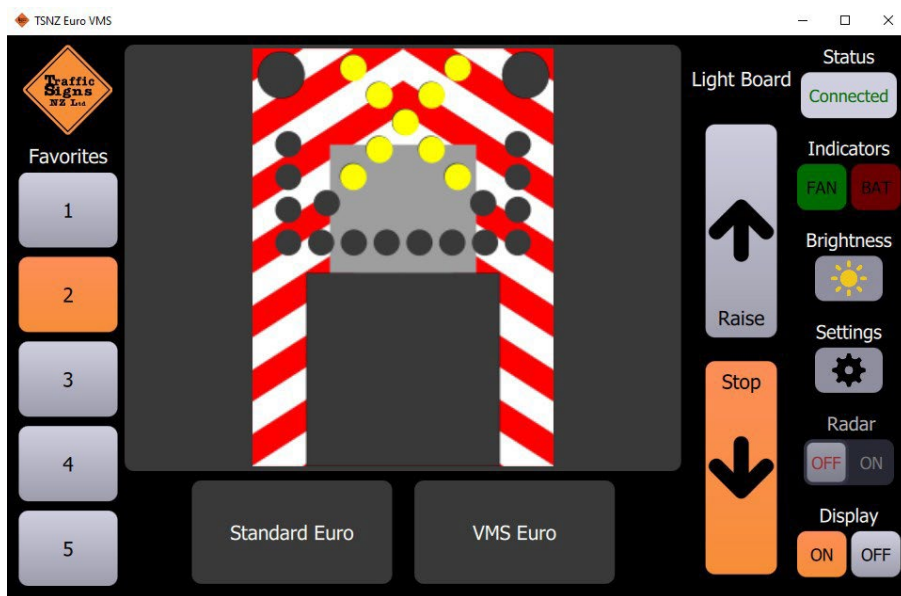 TSNZ Euro VMS
Traffic
Signs
NZ Ltd
Favorites
1
2
3
4
5
Standard Euro
VMS Euro
Light Board
Raise
Stop
Status
Connected
Indicators
FAN BAT
Brightness
Settings
Radar
OFF ON
Display
ON OFF